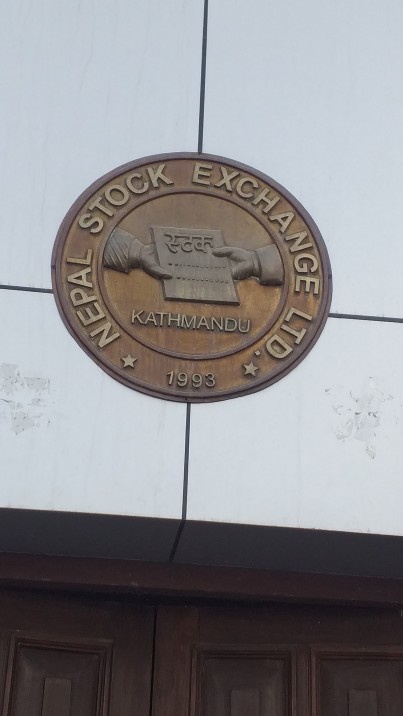 NEPAL STOCK EXCHANGE LTD.
स्टक
KATHMANDU
1993